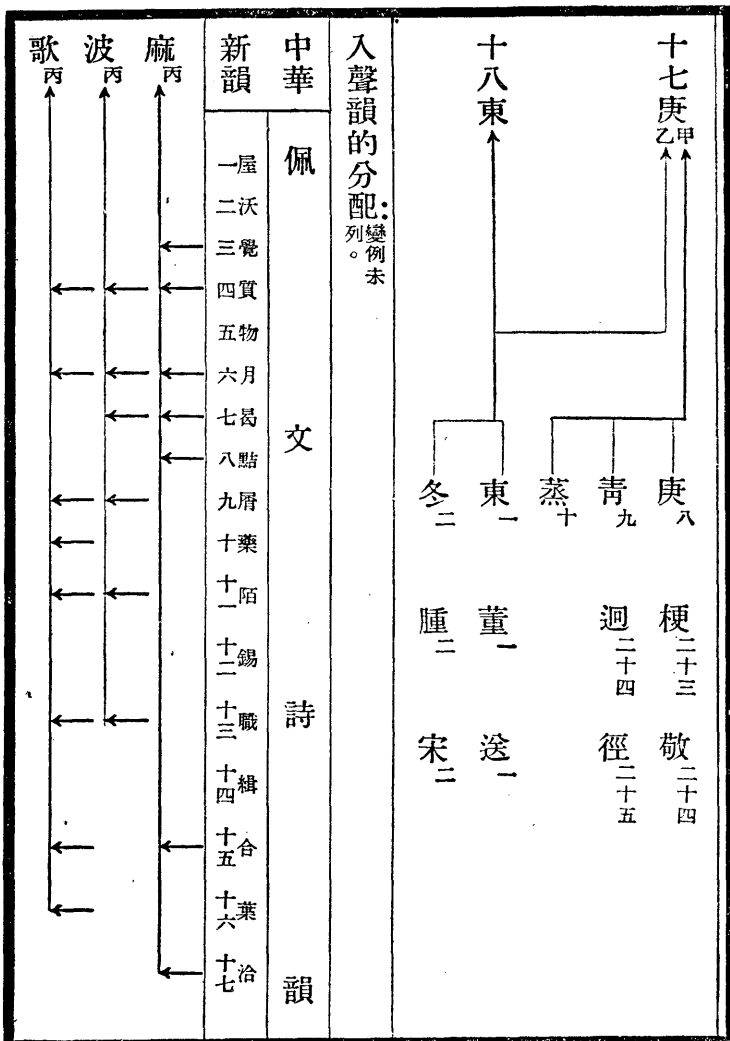 十七庚甲乙
庚八 梗二十三 敬二十四
青九 迥二十四 徑二十五
蒸十
十八東
東一 董一 送一
冬二 腫二 宋二
入聲韻的分配：變例未列。
中華新韻
佩文詩韻
一屋
二沃
三覺
四質
五物
六月
七曷
八黠
九屑
十藥
十一陌
十二錫
十三職
十四緝
十五合
十六葉
十七洽
麻丙
波丙
歌丙